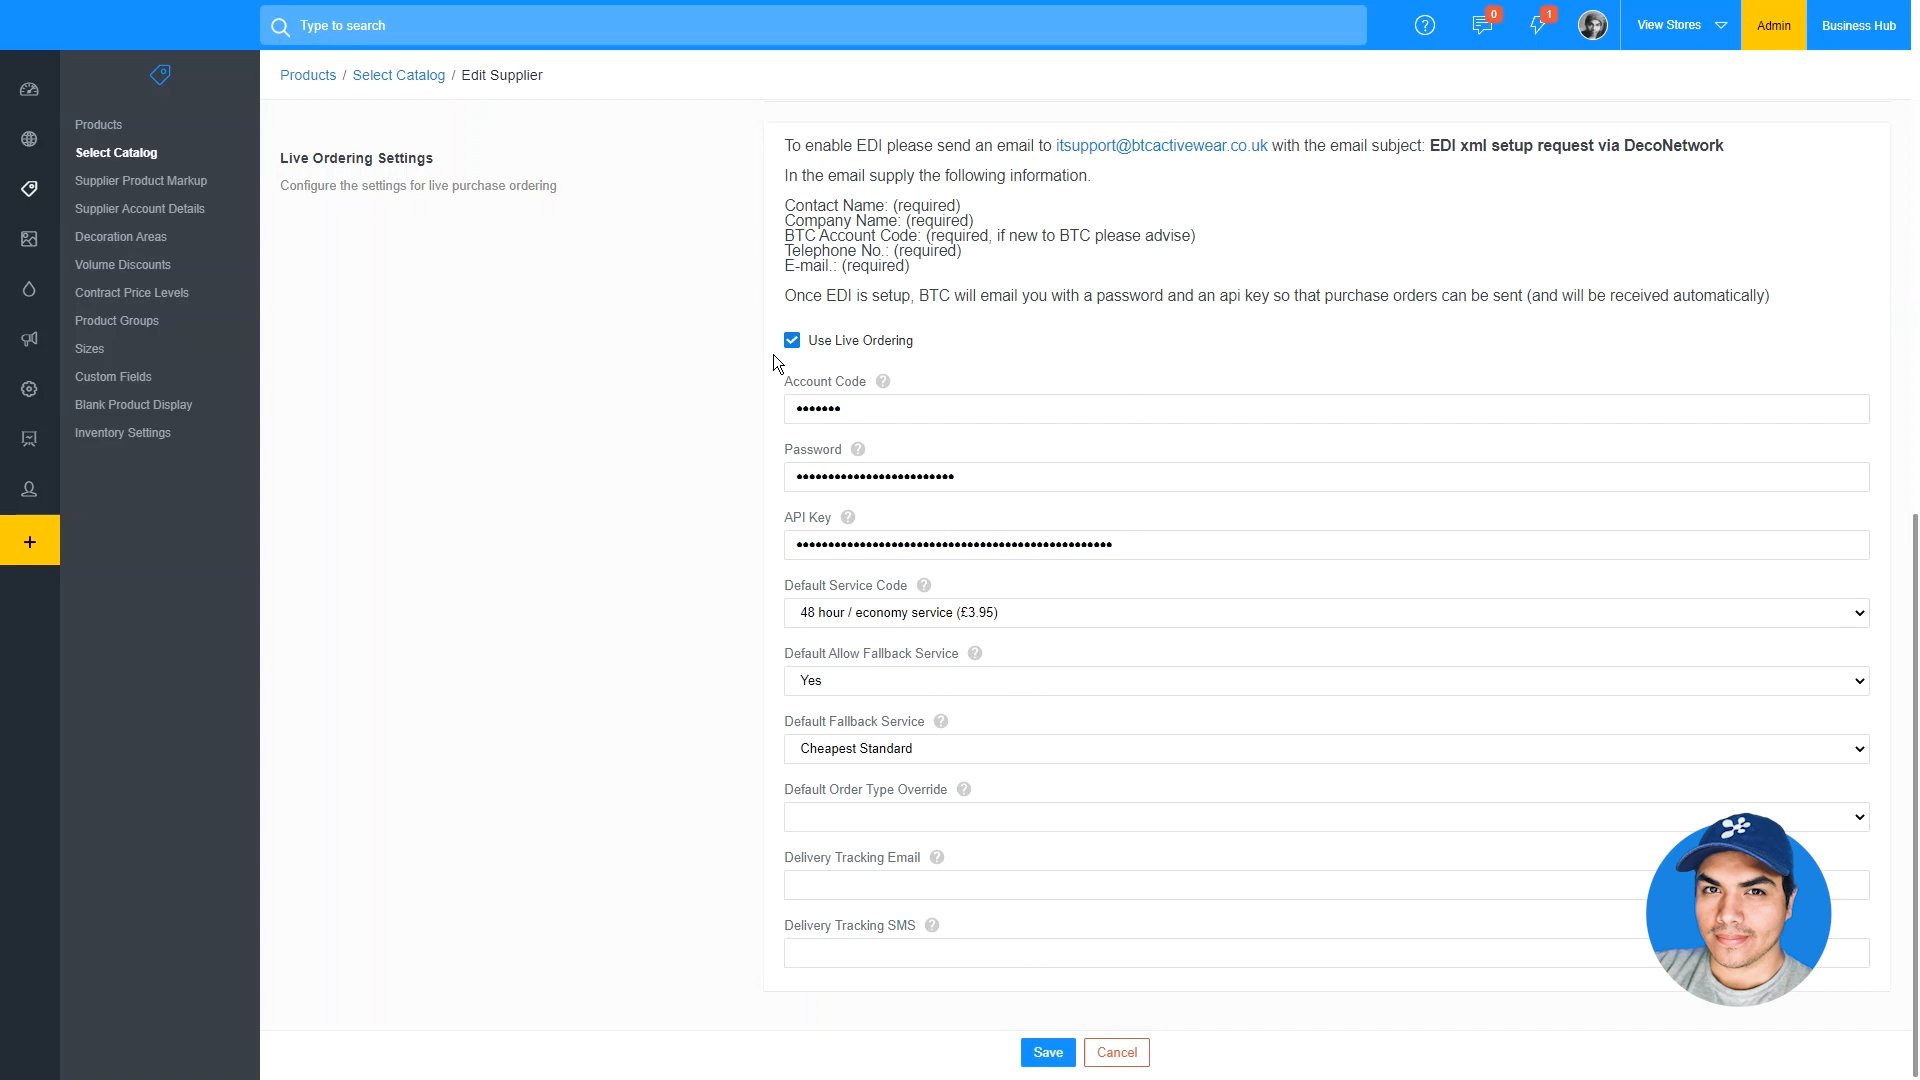 Type to search
0
1
View Stores
Admin
Business Hub
Products / Select Catalog / Edit Supplier
Products
Select Catalog
Supplier Product Markup
Supplier Account Details
Decoration Areas
Volume Discounts
Contract Price Levels
Product Groups
Sizes
Custom Fields
Blank Product Display
Inventory Settings
+
Live Ordering Settings
Configure the settings for live purchase ordering
To enable EDI please send an email to itsupport@btcactivewear.co.uk with the email subject: EDI xml setup request via DecoNetwork
In the email supply the following information.
Contact Name: (required)
Company Name: (required)
BTC Account Code: (required, if new to BTC please advise)
Telephone No.: (required)
E-mail.: (required)
Once EDI is setup, BTC will email you with a password and an api key so that purchase orders can be sent (and will be received automatically)
Use Live Ordering
Account Code ?
Password ?
API Key ?
Default Service Code ?
48 hour / economy service (£3.95)
Default Allow Fallback Service ?
Yes
Default Fallback Service ?
Cheapest Standard
Default Order Type Override ?
Delivery Tracking Email ?
Delivery Tracking SMS ?
Save
Cancel